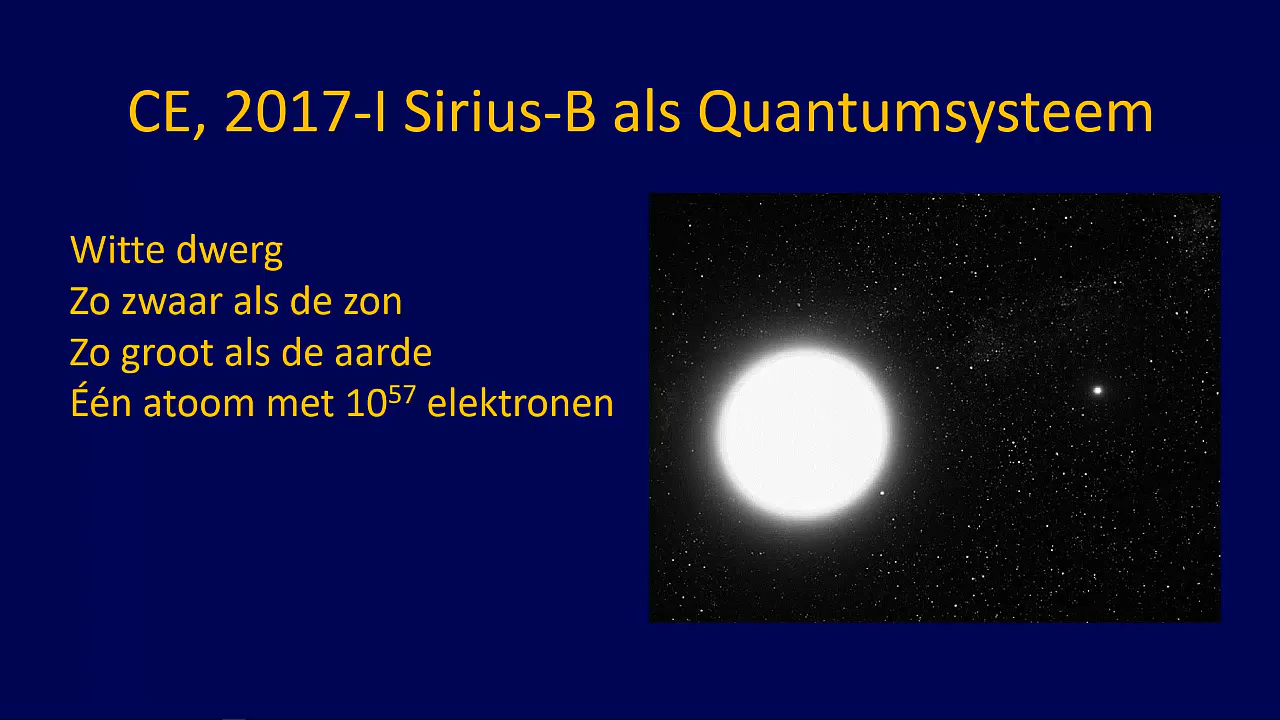 CE, 2017-I Sirius-B als Quantumsysteem
Witte dwerg
Zo zwaar als de zon
Zo groot als de aarde
Één atoom met 10⁵⁷ elektronen